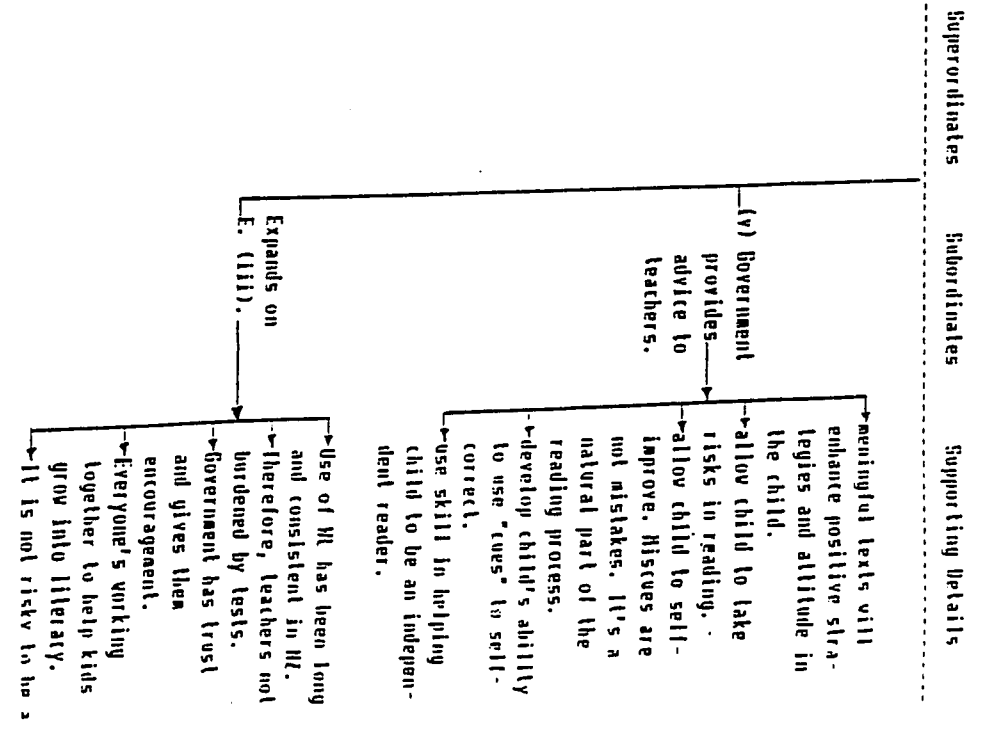 Superordinates Subordinates Supporting Details
(v) Government
provides
advice to
teachers.
meningful texts will
enhance positive stra-
tegies and attitude in
the child.
allow child to take
risks in reading.
allow child to self-
improve. Miscues are
not mistakes. It's a
natural part of the
reading process.
develop child's ability
to use "cues" to self-
correct.
use skill in helping
child to be an indepen-
dent reader.
Expands on
E. (iii).
Use of WL has been long
and consistent in NZ.
Therefore, teachers not
burdened by tests.
Government has trust
and gives them
encouragement.
Everyone's working
together to help kids
grow into literacy.
It is not risky to be a